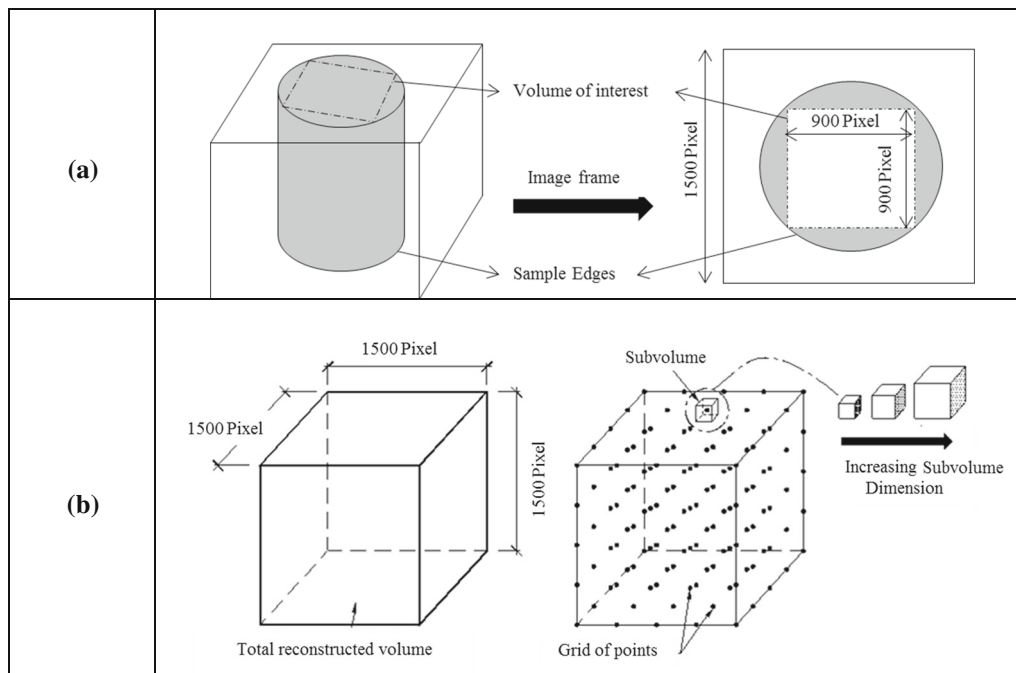 (a)
Volume of interest
Image frame
Sample Edges
1500 Pixel
900 Pixel
900 Pixel
(b)
1500 Pixel
1500 Pixel
1500 Pixel
Total reconstructed volume
Subvolume
Grid of points
Increasing Subvolume
Dimension